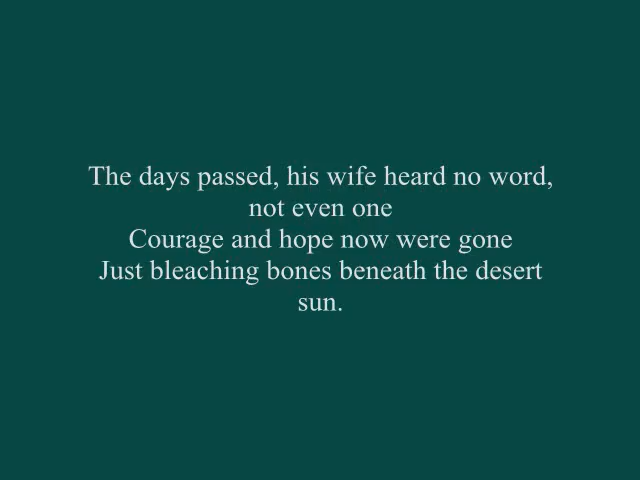 The days passed, his wife heard no word,
not even one
Courage and hope now were gone
Just bleaching bones beneath the desert
sun.